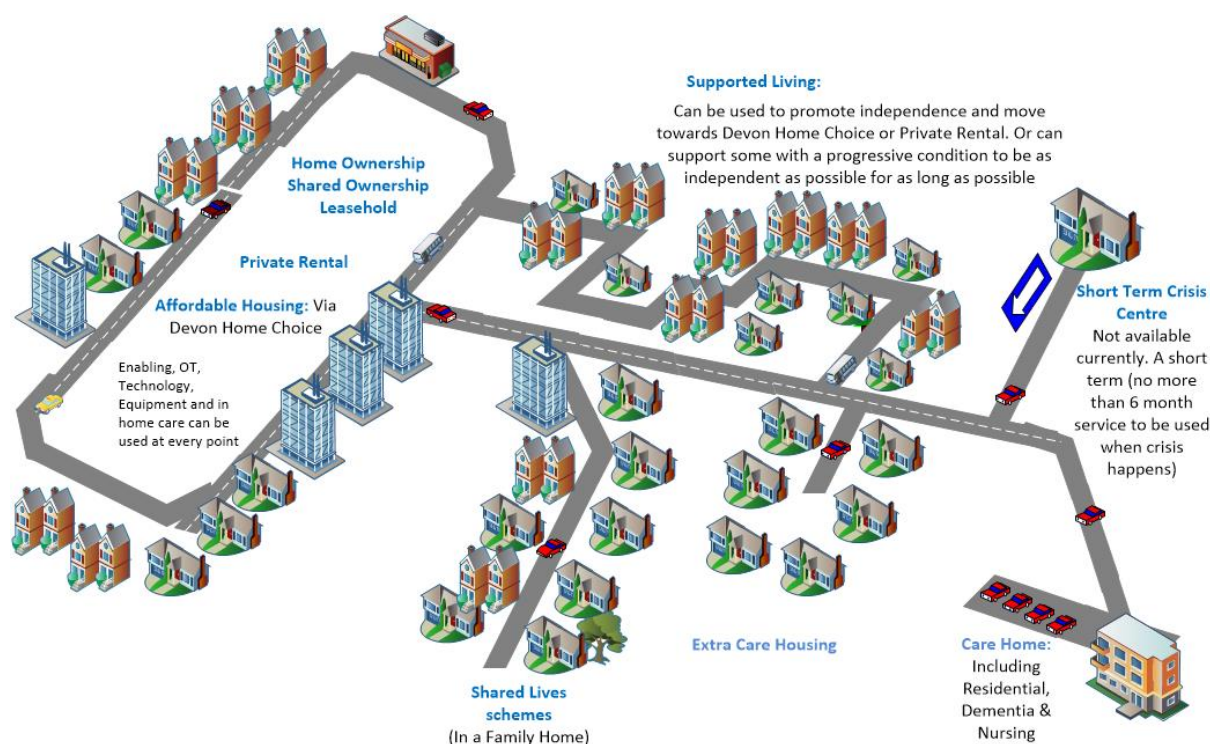 Supported Living:
Can be used to promote independence and move
towards Devon Home Choice or Private Rental. Or can
support some with a progressive condition to be as
independent as possible for as long as possible
Home Ownership
Shared Ownership
Leasehold
Private Rental
Affordable Housing: Via
Devon Home Choice
Enabling, OT,
Technology,
Equipment and in
home care can be
used at every point
Short Term Crisis
Centre
Not available
currently. A short
term (no more
than 6 month
service to be used
when crisis
happens)
Extra Care Housing
Care Home:
Including
Residential,
Dementia &
Nursing
Shared Lives
schemes
(In a Family Home)